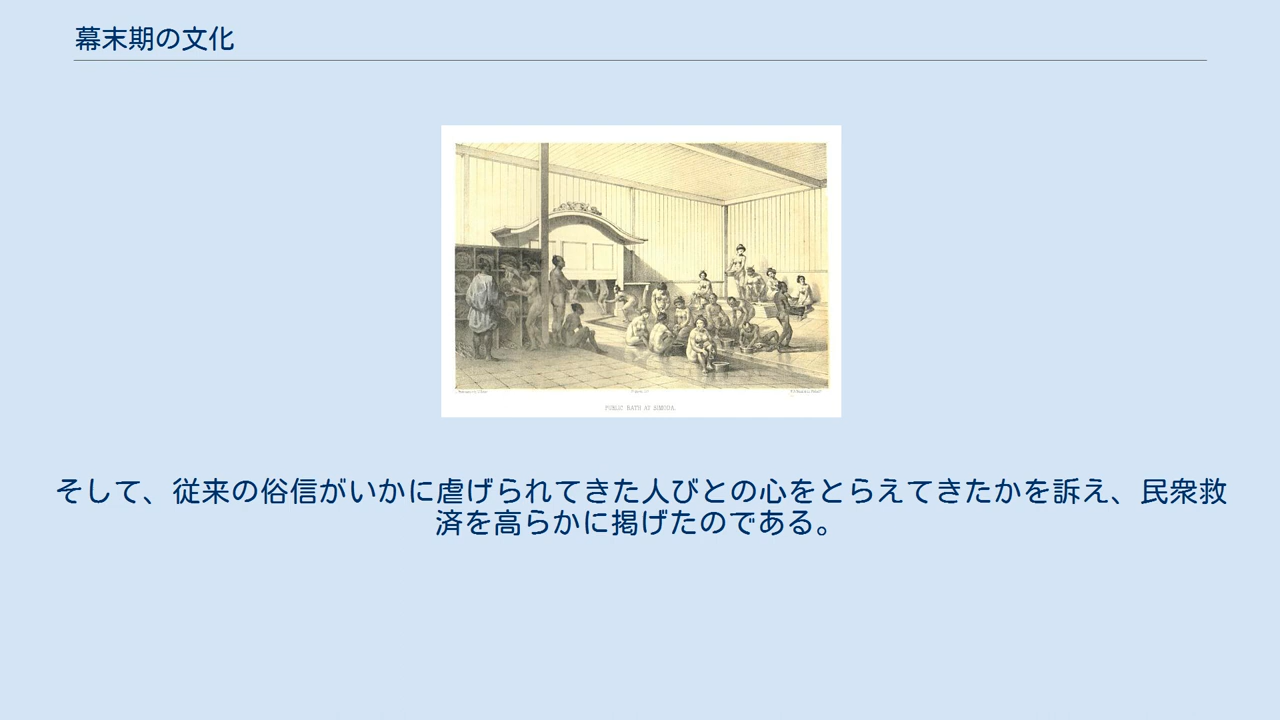 幕末期の文化
PUBLIC BATH AT SIMODA.
そして、従来の俗信がいかに虐げられてきた人びとの心をとらえてきたかを訴え、民衆救
済を高らかに掲げたのである。